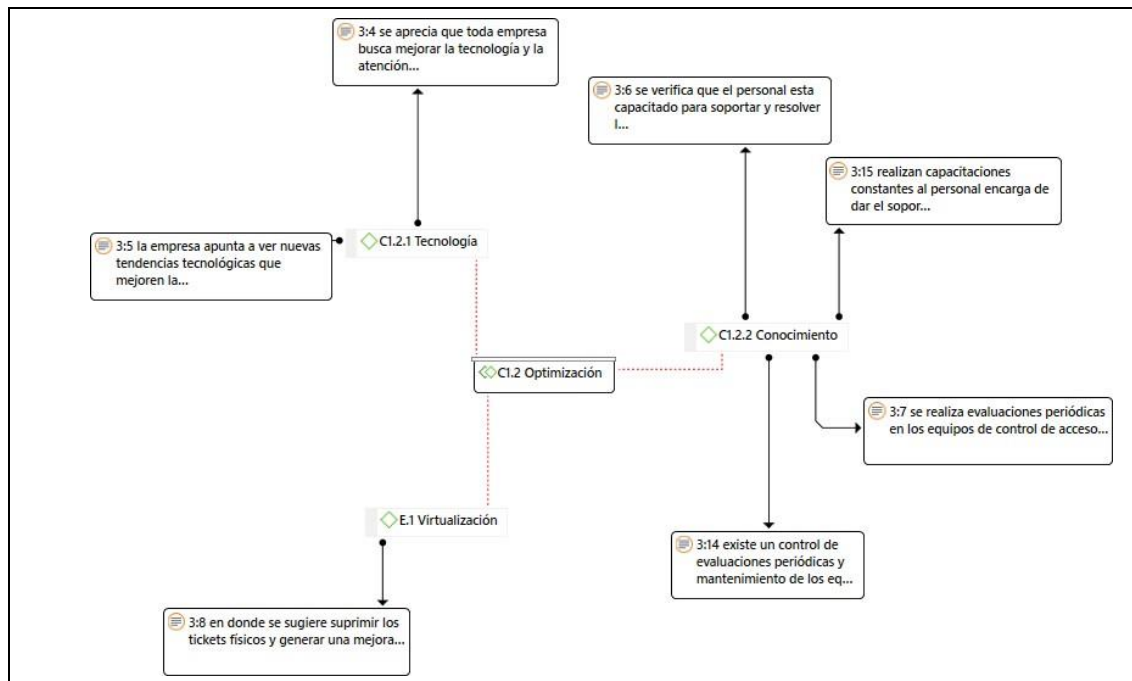 3:4 se aprecia que toda empresa
busca mejorar la tecnología y la
atención...
3:6 se verifica que el personal esta
capacitado para soportar y resolver
l...
3:15 realizan capacitaciones
constantes al personal encarga de
dar el sopor...
C1.2.1 Tecnología
3:5 la empresa apunta a ver nuevas
tendencias tecnológicas que
mejoren la...
C1.2.2 Conocimiento
C1.2 Optimización
3:7 se realiza evaluaciones periódicas
en los equipos de control de acceso...
E.1 Virtualización
3:14 existe un control de
evaluaciones periódicas y
mantenimiento de los eq...
3:8 en donde se sugiere suprimir los
tickets físicos y generar una mejora...